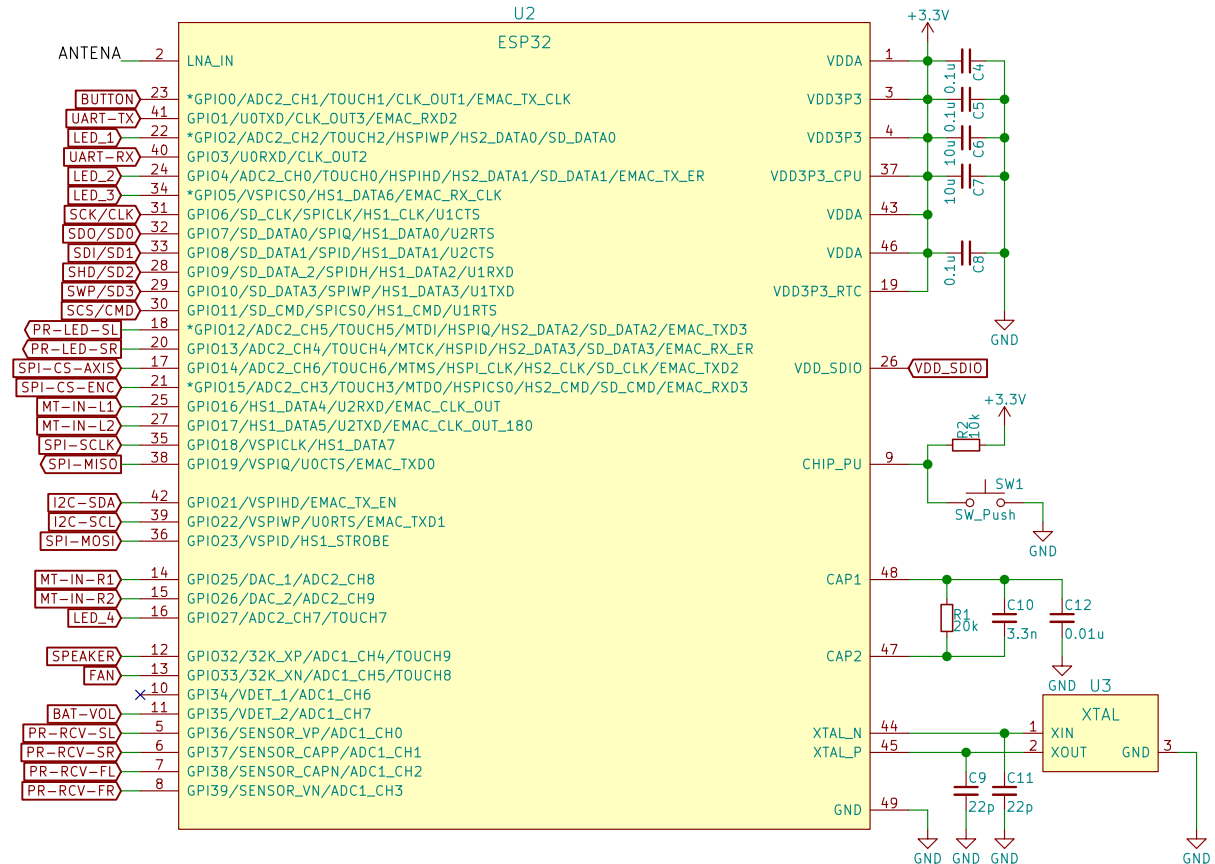 U2
ESP32
ANTENA 2 LNA_IN
BUTTON 23 *GPIO0/ADC2_CH1/TOUCH1/CLK_OUT1/EMAC_TX_CLK
UART-TX 41 GPIO1/U0TXD/CLK_OUT3/EMAC_RXD2
LED_1 22 *GPIO2/ADC2_CH2/TOUCH2/HSPIWP/HS2_DATA0/SD_DATA0
UART-RX 40 GPIO3/U0RXD/CLK_OUT2
LED_2 24 GPIO4/ADC2_CH0/TOUCH0/HSPIHD/HS2_DATA1/SD_DATA1/EMAC_TX_ER
LED_3 34 *GPIO5/VSPICS0/HS1_DATA6/EMAC_RX_CLK
SCK/CLK 31 GPIO6/SD_CLK/SPICLK/HS1_CLK/U1CTS
SDO/SD0 32 GPIO7/SD_DATA0/SPIQ/HS1_DATA0/U2RTS
SDI/SD1 33 GPIO8/SD_DATA1/SPID/HS1_DATA1/U2CTS
SHD/SD2 28 GPIO9/SD_DATA_2/SPIDH/HS1_DATA2/U1RXD
SWP/SD3 29 GPIO10/SD_DATA3/SPIWP/HS1_DATA3/U1TXD
SCS/CMD 30 GPIO11/SD_CMD/SPICS0/HS1_CMD/U1RTS
PR-LED-SL 18 *GPIO12/ADC2_CH5/TOUCH5/MTDI/HSPIQ/HS2_DATA2/SD_DATA2/EMAC_TXD3
PR-LED-SR 20 GPIO13/ADC2_CH4/TOUCH4/MTCK/HSPID/HS2_DATA3/SD_DATA3/EMAC_RX_ER
SPI-CS-AXIS 17 GPIO14/ADC2_CH6/TOUCH6/MTMS/HSPI_CLK/HS2_CLK/SD_CLK/EMAC_TXD2
SPI-CS-ENC 21 *GPIO15/ADC2_CH3/TOUCH3/MTDO/HSPICS0/HS2_CMD/SD_CMD/EMAC_RXD3
MT-IN-L1 25 GPIO16/HS1_DATA4/U2RXD/EMAC_CLK_OUT
MT-IN-L2 27 GPIO17/HS1_DATA5/U2TXD/EMAC_CLK_OUT_180
SPI-SCLK 35 GPIO18/VSPICLK/HS1_DATA7
SPI-MISO 38 GPIO19/VSPIQ/U0CTS/EMAC_TXD0
I2C-SDA 42 GPIO21/VSPIHD/EMAC_TX_EN
I2C-SCL 39 GPIO22/VSPIWP/U0RTS/EMAC_TXD1
SPI-MOSI 36 GPIO23/VSPID/HS1_STROBE
MT-IN-R1 14 GPIO25/DAC_1/ADC2_CH8
MT-IN-R2 15 GPIO26/DAC_2/ADC2_CH9
LED_4 16 GPIO27/ADC2_CH7/TOUCH7
SPEAKER 12 GPIO32/32K_XP/ADC1_CH4/TOUCH9
FAN 13 GPIO33/32K_XN/ADC1_CH5/TOUCH8
10 GPI34/VDET_1/ADC1_CH6
BAT-VOL 11 GPI35/VDET_2/ADC1_CH7
PR-RCV-SL 5 GPI36/SENSOR_VP/ADC1_CH0
PR-RCV-SR 6 GPI37/SENSOR_CAPP/ADC1_CH1
PR-RCV-FL 7 GPI38/SENSOR_CAPN/ADC1_CH2
PR-RCV-FR 8 GPI39/SENSOR_VN/ADC1_CH3
+3.3V
VDDA 1
0.1u C4
VDD3P3 3
0.1u C5
VDD3P3 4
10u C6
VDD3P3_CPU 37
10u C7
VDDA 43
VDDA 46
0.1u C8
VDD3P3_RTC 19
GND
VDD_SDIO 26 VDD_SDIO
+3.3V
R2
10k
CHIP_PU 9
SW1
SW_Push
GND
CAP1 48
R1
20k
C10
3.3n
C12
0.01u
CAP2 47
GND
U3
XTAL
XTAL_N 44 1 XIN
XTAL_P 45 2 XOUT GND 3
C9
22p
C11
22p
GND 49
GND
GND
GND
GND